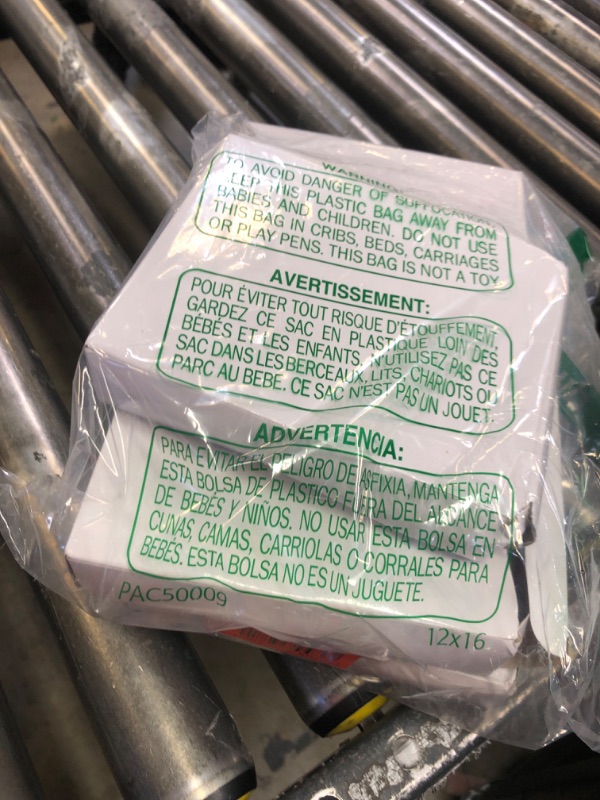 WARNING
TO AVOID DANGER OF SUFFOCATION
KEEP THIS PLASTIC BAG AWAY FROM
BABIES AND CHILDREN. DO NOT USE
THIS BAG IN CRIBS, BEDS, CARRIAGES
OR PLAY PENS. THIS BAG IS NOT A TOY
AVERTISSEMENT:
POUR ÉVITER TOUT RISQUE D'ÉTOUFFEMENT,
GARDEZ CE SAC EN PLASTIQUE LOIN DES
BÉBÉS ET LES ENFANTS. N'UTILISEZ PAS CE
SAC DANS LES BERCEAUX, LITS, CHARIOTS OU
PARC AU BEBÉ. CE SAC N'EST PAS UN JOUET.
ADVERTENCIA:
PARA EVITAR EL PELIGRO DE ASFIXIA, MANTENGA
ESTA BOLSA DE PLASTICO FUERA DEL ALCANCE
DE BEBÉS Y NINOS. NO USAR ESTA BOLSA EN
CUNAS, CAMAS, CARRIOLAS O CORRALES PARA
BEBÉS. ESTA BOLSA NO ES UN JUGUETE.
PAC50009
12x16